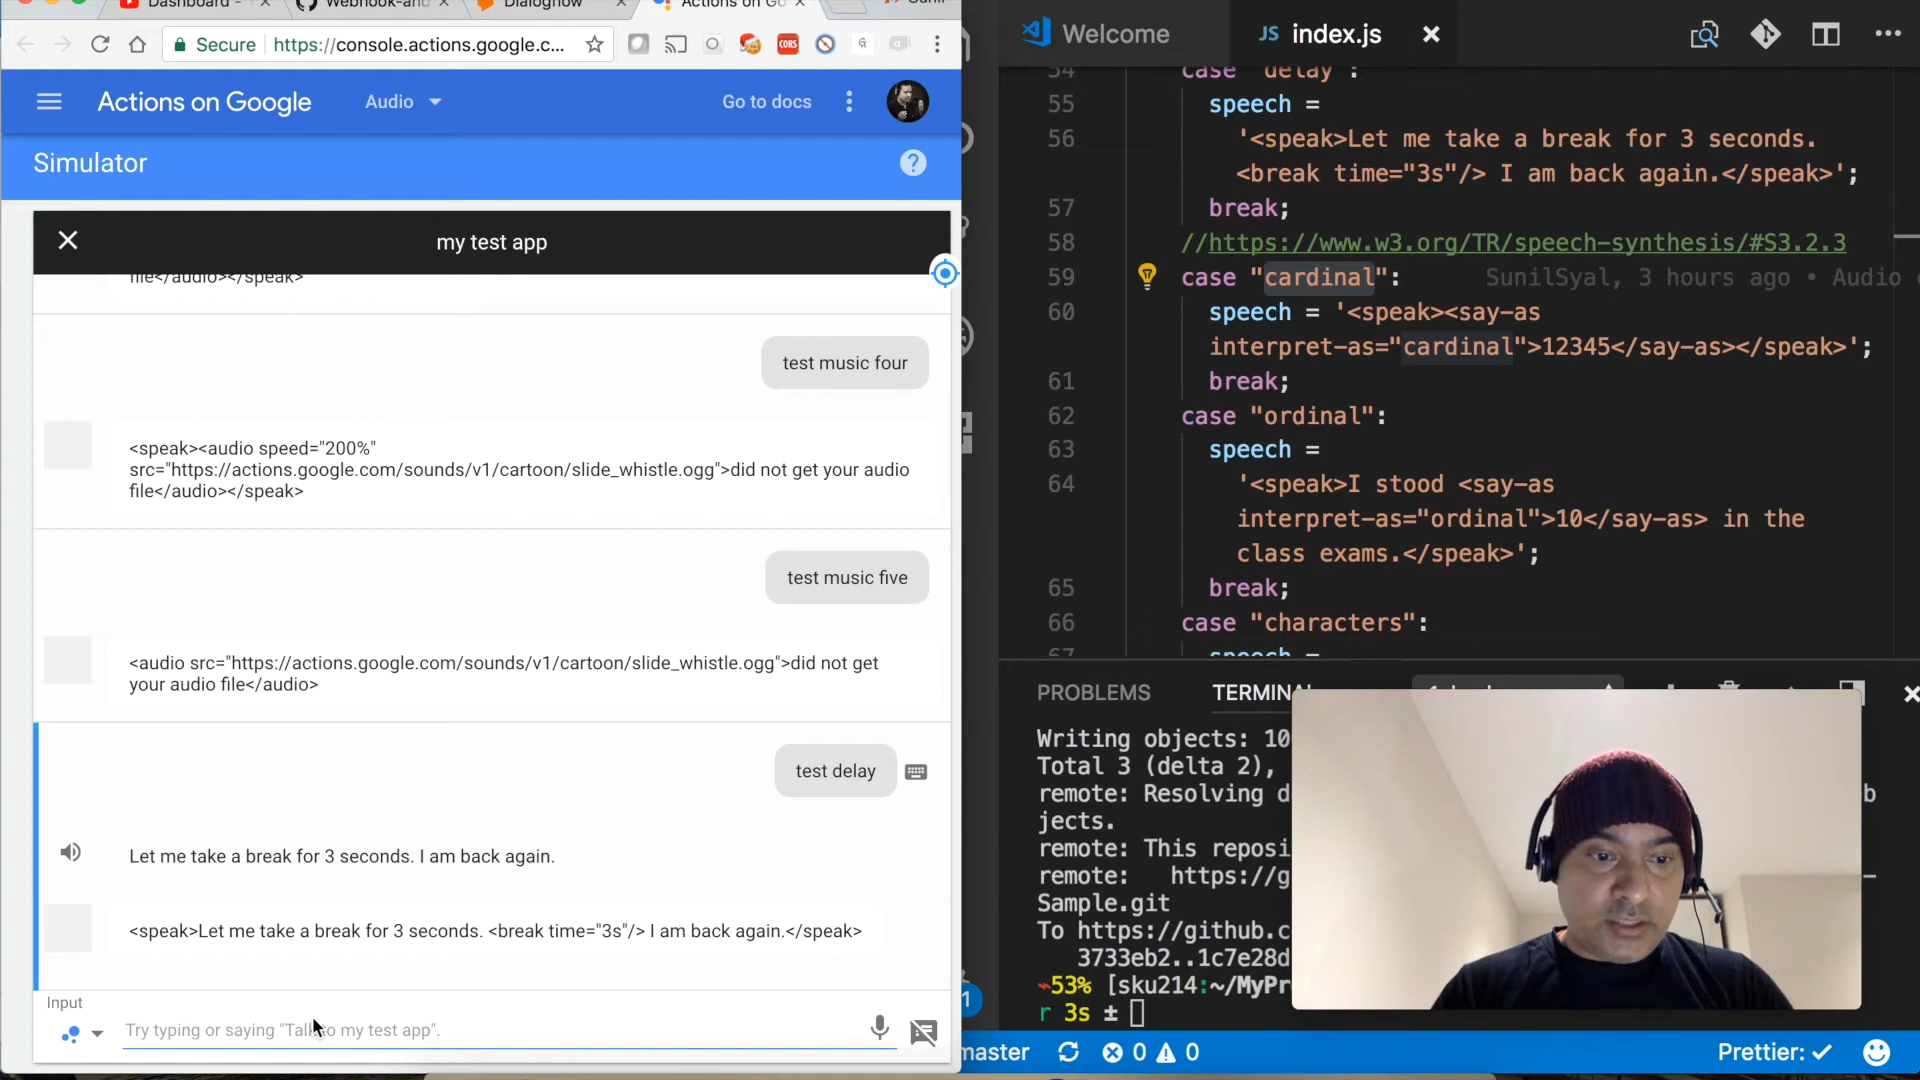 Dashboard -
Webhook-and
Dialogflow
Actions on Go
Secure
https://console.actions.google.c...
CORS
Actions on Google
Audio
Go to docs
Simulator
my test app
file</audio></speak>
test music four
<speak><audio speed="200%"
src="https://actions.google.com/sounds/v1/cartoon/slide_whistle.ogg">did not get your audio
file</audio></speak>
test music five
<audio src="https://actions.google.com/sounds/v1/cartoon/slide_whistle.ogg">did not get
your audio file</audio>
test delay
Let me take a break for 3 seconds. I am back again.
<speak>Let me take a break for 3 seconds. <break time="3s"/> I am back again.</speak>
Input
Try typing or saying "Talk to my test app".
Welcome
JS index.js
54 case "delay":
55 speech =
56 '<speak>Let me take a break for 3 seconds.
<break time="3s"/> I am back again.</speak>';
57 break;
58 //https://www.w3.org/TR/speech-synthesis/#S3.2.3
59 case "cardinal": SunilSyal, 3 hours ago • Audio
60 speech = '<speak><say-as
interpret-as="cardinal">12345</say-as></speak>';
61 break;
62 case "ordinal":
63 speech =
64 '<speak>I stood <say-as
interpret-as="ordinal">10</say-as> in the
class exams.</speak>';
65 break;
66 case "characters":
67 speech =
PROBLEMS
TERMINAL
Writing objects: 10
Total 3 (delta 2),
remote: Resolving d
jects.
remote: This reposi
remote: https://g
Sample.git
To https://github.c
3733eb2..1c7e28d
53% [sku214:~/MyPr
r 3s ±
1
master
0
0
Prettier: ✓